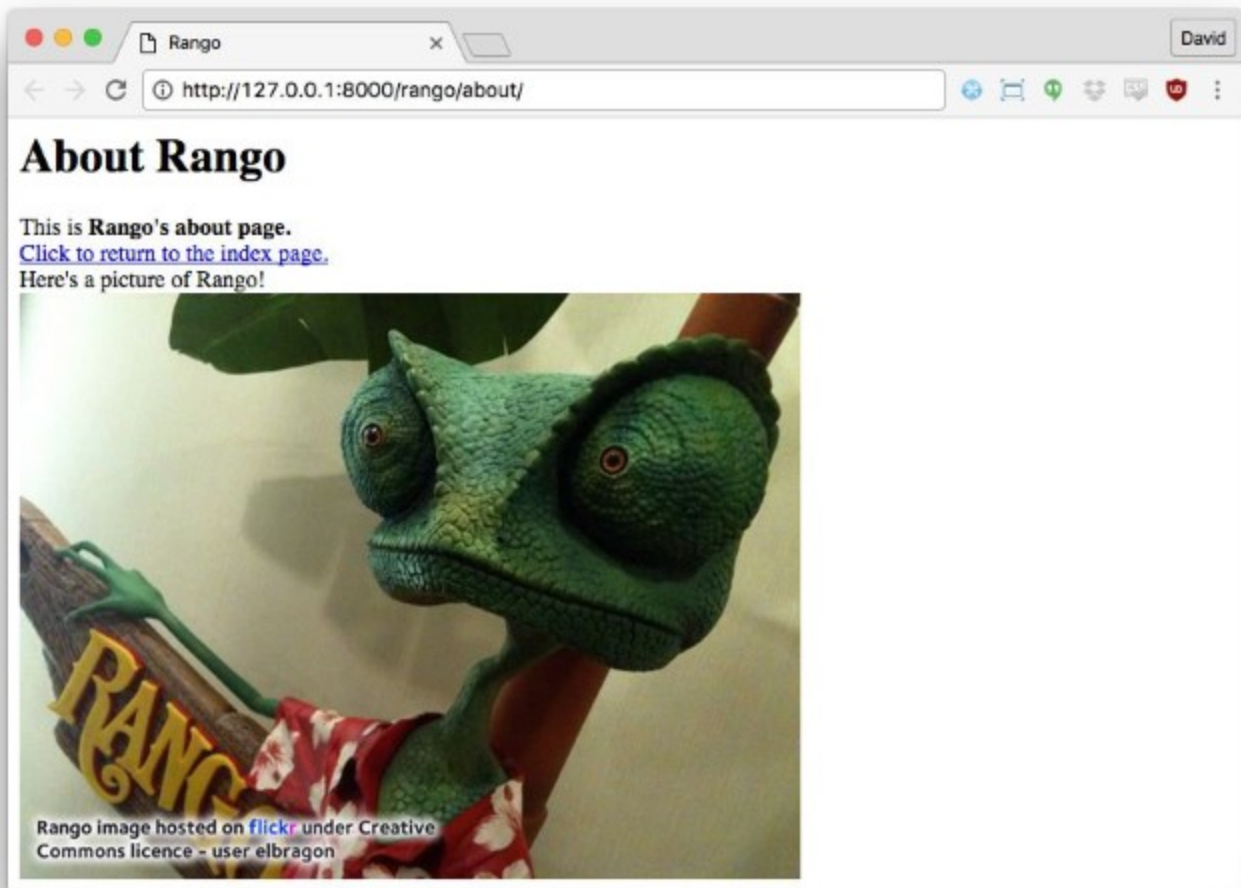 Rango
David
http://127.0.0.1:8000/rango/about/
About Rango
This is Rango's about page.
Click to return to the index page.
Here's a picture of Rango!
RANGO
Rango image hosted on flickr under Creative
Commons licence - user elbragon